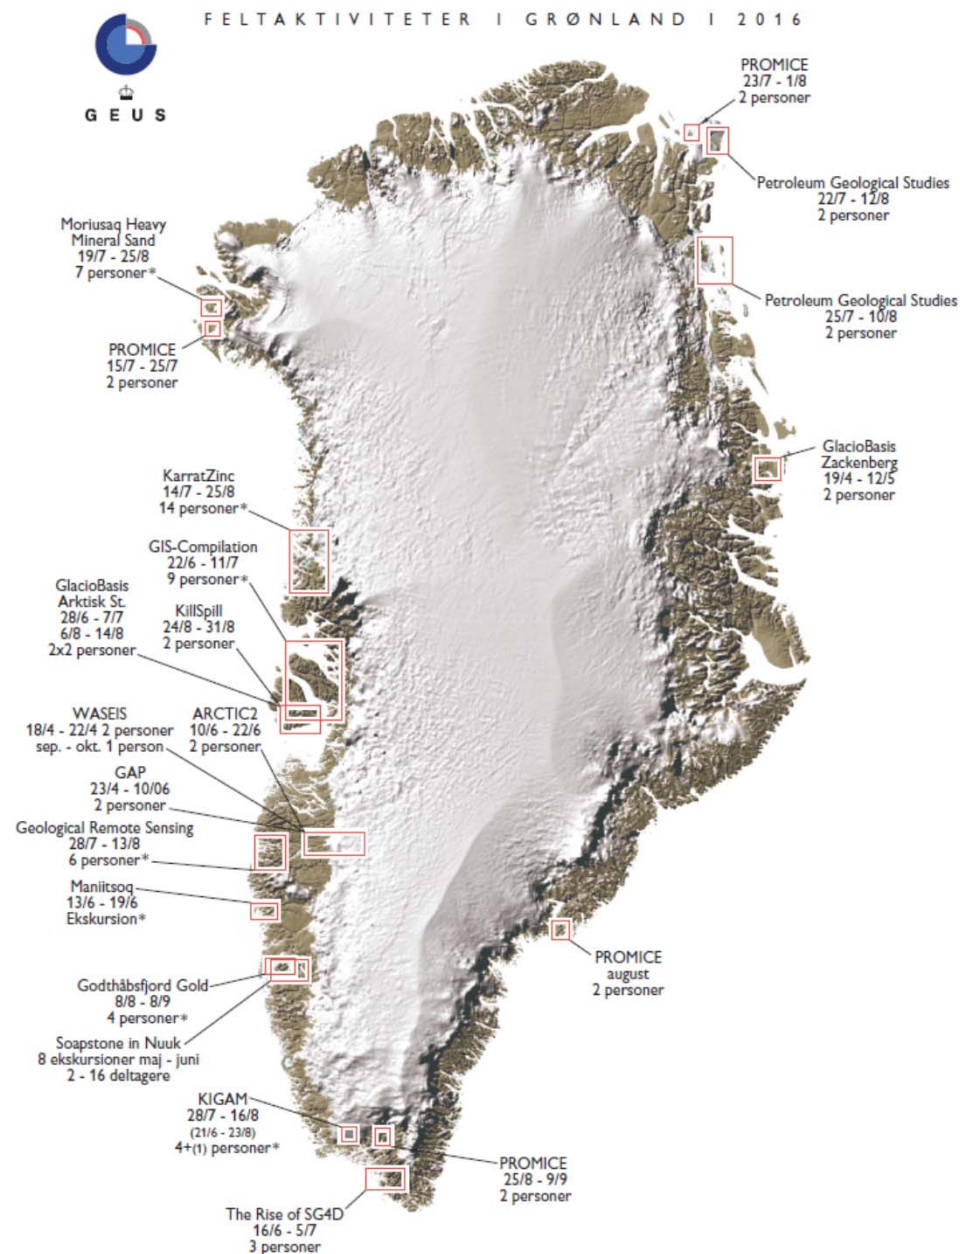 FELTAKTIVITETER I GRØNLAND I 2016
GEUS
PROMICE
23/7 - 1/8
2 personer
Petroleum Geological Studies
22/7 - 12/8
2 personer
Moriusaq Heavy
Mineral Sand
19/7 - 25/8
7 personer*
Petroleum Geological Studies
25/7 - 10/8
2 personer
PROMICE
15/7 - 25/7
2 personer
GlacioBasis
Zackenberg
19/4 - 12/5
2 personer
KarratZinc
14/7 - 25/8
14 personer*
GIS-Compilation
22/6 - 11/7
9 personer*
GlacioBasis
Arktisk St.
28/6 - 7/7
6/8 - 14/8
2x2 personer
KillSpill
24/8 - 31/8
2 personer
WASEIS
18/4 - 22/4 2 personer
sep. - okt. 1 person
ARCTIC2
10/6 - 22/6
2 personer
GAP
23/4 - 10/06
2 personer
Geological Remote Sensing
28/7 - 13/8
6 personer*
Maniitsoq
13/6 - 19/6
Ekskursion*
PROMICE
august
2 personer
Godthåbsfjord Gold
8/8 - 8/9
4 personer*
Soapstone in Nuuk
8 ekskursioner maj - juni
2 - 16 deltagere
KIGAM
28/7 - 16/8
(21/6 - 23/8)
4+(1) personer*
PROMICE
25/8 - 9/9
2 personer
The Rise of SG4D
16/6 - 5/7
3 personer